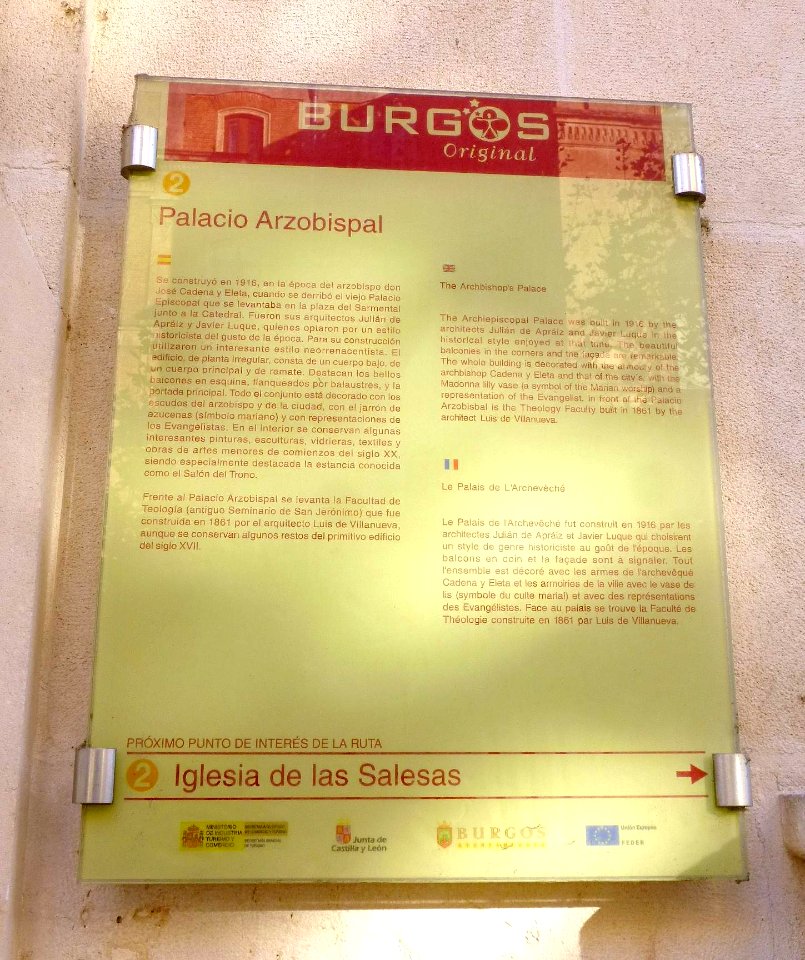 BURGOS
Original
2
Palacio Arzobispal
Se construyó en 1916, en la época del arzobispo don
José Cadena y Eleta, cuando se derribó el viejo Palacio
Episcopal que se levantaba en la plaza del Sarmental
junto a la Catedral. Fueron sus arquitectos Julián de
Apráiz y Javier Luque, quienes optaron por un estilo
historicista del gusto de la época. Para su construcción
utilizaron un interesante estilo neorrenacentista. El
edificio, de planta irregular, consta de un cuerpo bajo, de
un cuerpo principal y de remate. Destacan los bellos
balcones en esquina, flanqueados por balaustres, y la
portada principal. Todo el conjunto está decorado con los
escudos del arzobispo y de la ciudad, con el jarrón de
azucenas (símbolo mariano) y con representaciones de
los Evangelistas. En el interior se conservan algunas
interesantes pinturas, esculturas, vidrieras, textiles y
obras de artes menores de comienzos del siglo XX,
siendo especialmente destacada la estancia conocida
como el Salón del Trono.
Frente al Palacio Arzobispal se levanta la Facultad de
Teología (antiguo Seminario de San Jerónimo) que fue
construida en 1861 por el arquitecto Luis de Villanueva,
aunque se conservan algunos restos del primitivo edificio
del siglo XVII.
The Archbishop's Palace
The Archiepiscopal Palace was built in 1916 by the
architects Julián de Apráiz and Javier Luque in the
historical style enjoyed at that time. The beautiful
balconies in the corners and the façade are remarkable.
The whole building is decorated with the armoury of the
archbishop Cadena y Eleta and that of the city's, with the
Madonna lilly vase (a symbol of the Marian worship) and a
representation of the Evangelist. in front of the Palacio
Arzobisbal is the Theology Faculty built in 1861 by the
architect Luis de Villanueva.
Le Palais de L'Archevêché
Le Palais de l'Archevêché fut construit en 1916 par les
architectes Julián de Apráiz et Javier Luque qui choisirent
un style de genre historiciste au goût de l'époque. Les
balcons en coin et la façade sont à signaler. Tout
l'ensemble est décoré avec les armes de l'archevêque
Cadena y Eleta et les armoiries de la ville avec le vase de
lis (symbole du culte marial) et avec des représentations
des Evangélistes. Face au palais se trouve la Faculté de
Théologie construite en 1861 par Luis de Villanueva.
PRÓXIMO PUNTO DE INTERÉS DE LA RUTA
2 Iglesia de las Salesas
MINISTERIO
DE INDUSTRIA
TURISMO Y
COMERCIO
Junta de
Castilla y León
BURGOS
Unión Europea
FEDER